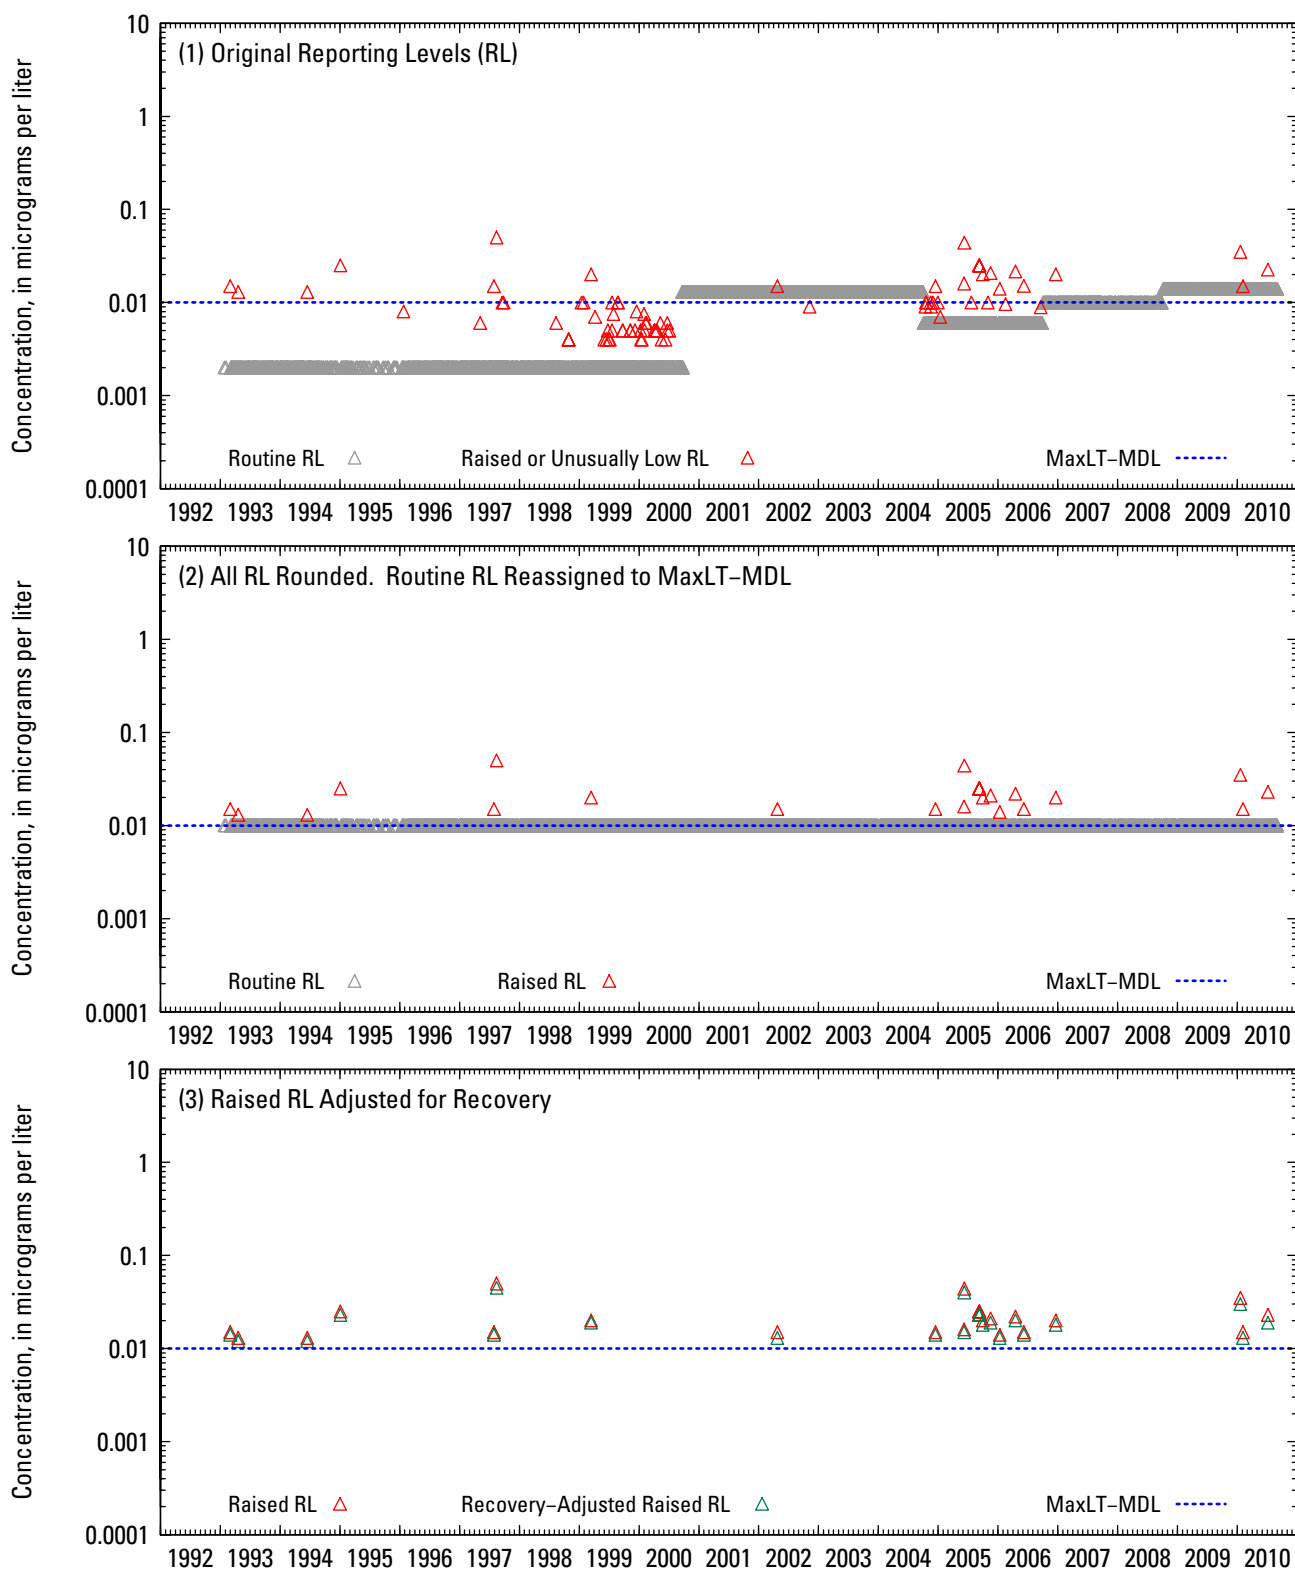 Concentration, in micrograms per liter
10
1
0.1
0.01
0.001
0.0001
(1) Original Reporting Levels (RL)
Routine RL
Raised or Unusually Low RL
MaxLT−MDL
1992 1993 1994 1995 1996 1997 1998 1999 2000 2001 2002 2003 2004 2005 2006 2007 2008 2009 2010
Concentration, in micrograms per liter
10
1
0.1
0.01
0.001
0.0001
(2) All RL Rounded. Routine RL Reassigned to MaxLT−MDL
Routine RL
Raised RL
MaxLT−MDL
1992 1993 1994 1995 1996 1997 1998 1999 2000 2001 2002 2003 2004 2005 2006 2007 2008 2009 2010
Concentration, in micrograms per liter
10
1
0.1
0.01
0.001
0.0001
(3) Raised RL Adjusted for Recovery
Raised RL
Recovery−Adjusted Raised RL
MaxLT−MDL
1992 1993 1994 1995 1996 1997 1998 1999 2000 2001 2002 2003 2004 2005 2006 2007 2008 2009 2010